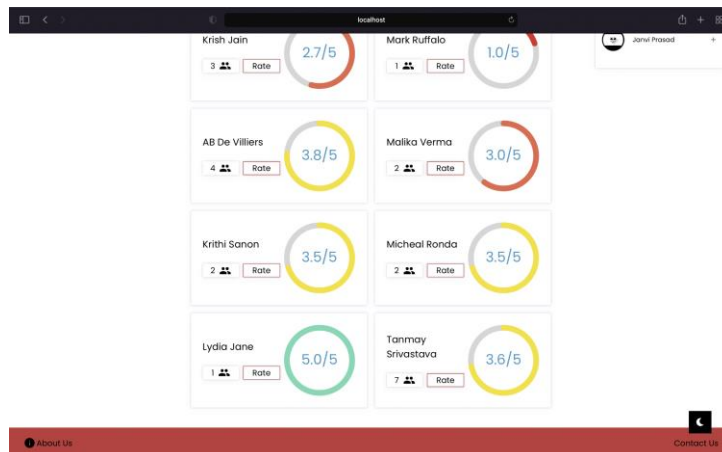 localhost
Krish Jain
3
Rate
2.7/5
Mark Ruffalo
1
Rate
1.0/5
Janvi Prasad
+
AB De Villiers
4
Rate
3.8/5
Malika Verma
2
Rate
3.0/5
Krithi Sanon
2
Rate
3.5/5
Micheal Ronda
2
Rate
3.5/5
Lydia Jane
1
Rate
5.0/5
Tanmay
Srivastava
7
Rate
3.6/5
About Us
Contact Us